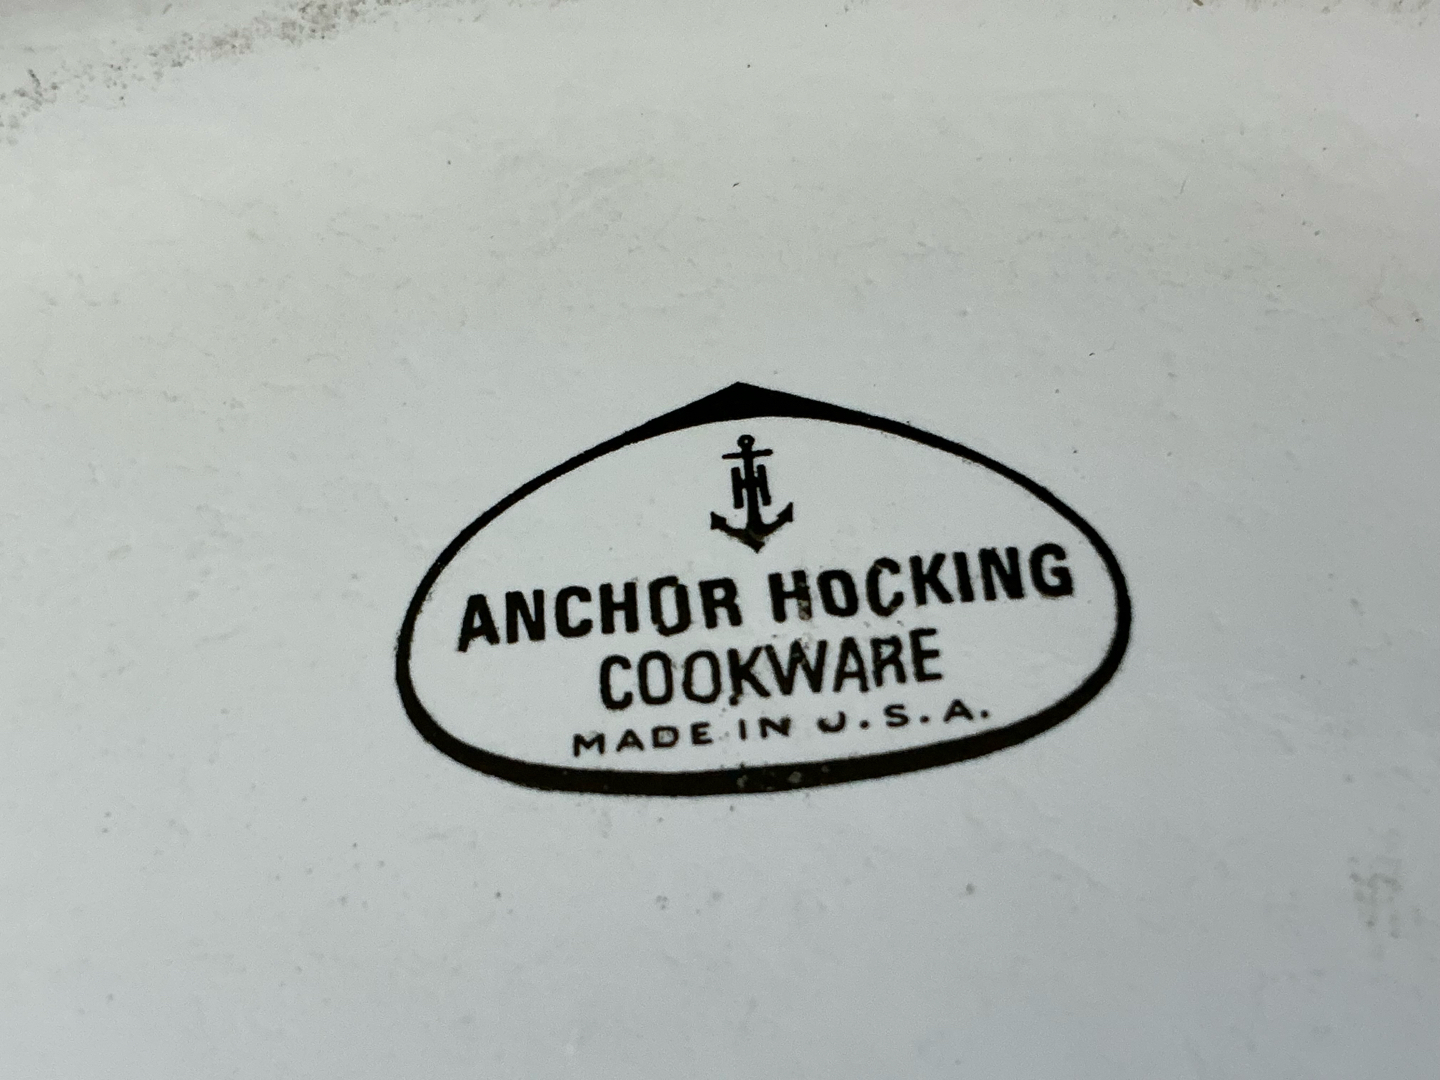 H
ANCHOR HOCKING
COOKWARE
MADE IN U.S.A.